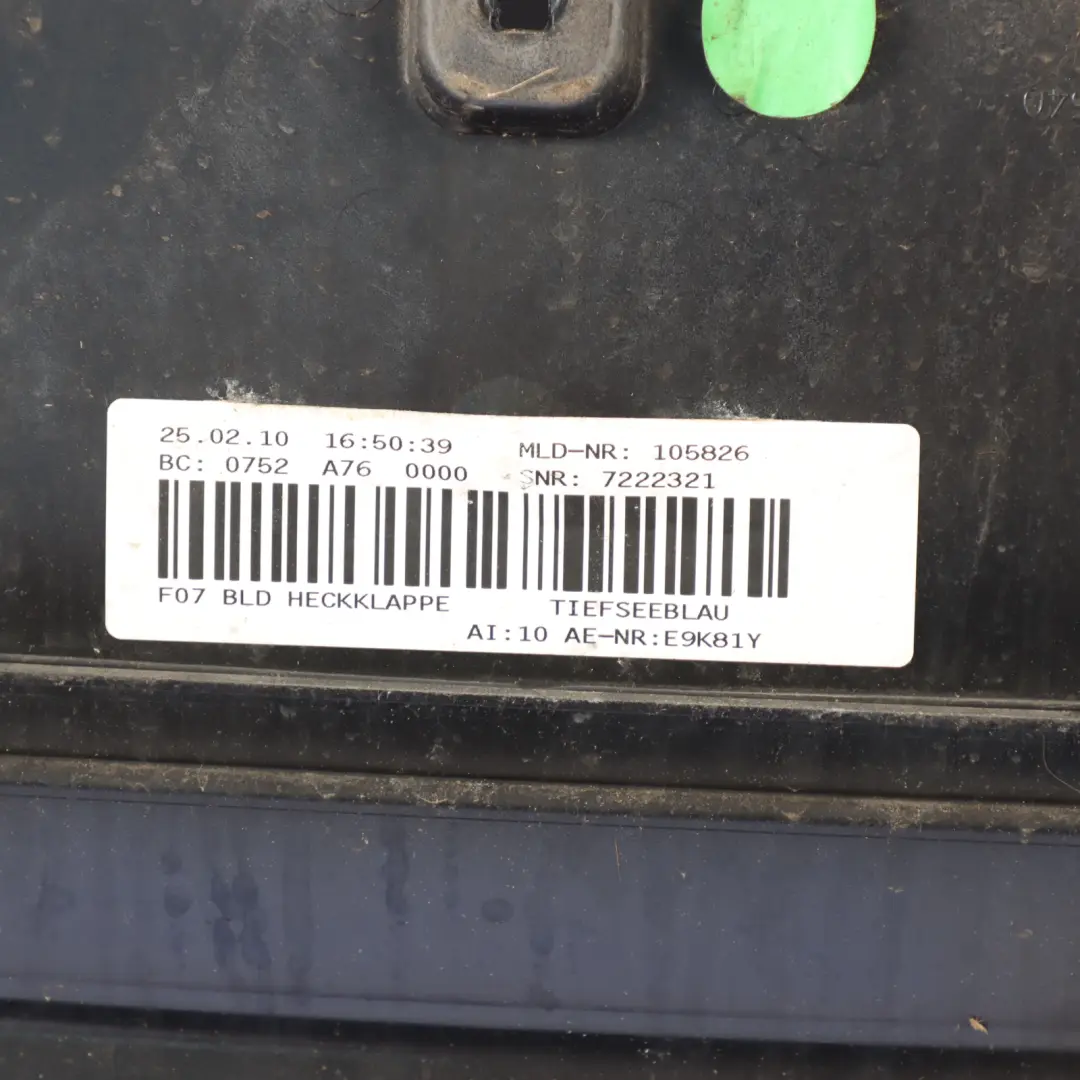 25.02.10 16:50:39 MLD-NR: 105826
BC: 0752 A76 0000 SNR: 7222321
F07 BLD HECKKLAPPE TIEFSEEBLAU
AI:10 AE-NR:E9K81Y